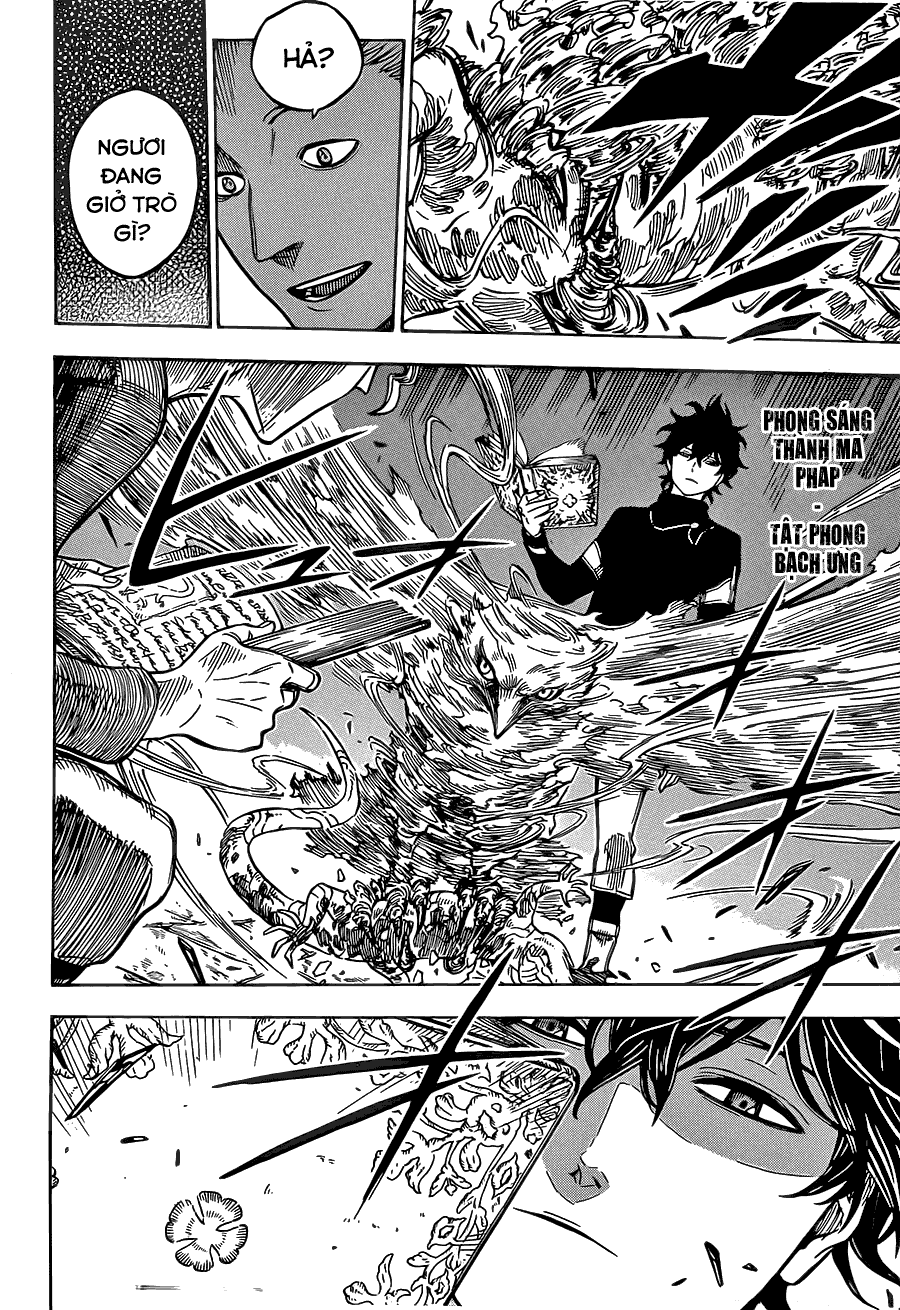 HẢ?
NGƯƠI
ĐANG
GIỞ TRÒ
GÌ?
PHONG SÁNG
THÀNH MA
PHÁP
-
TẬT PHONG
BẠCH ƯNG